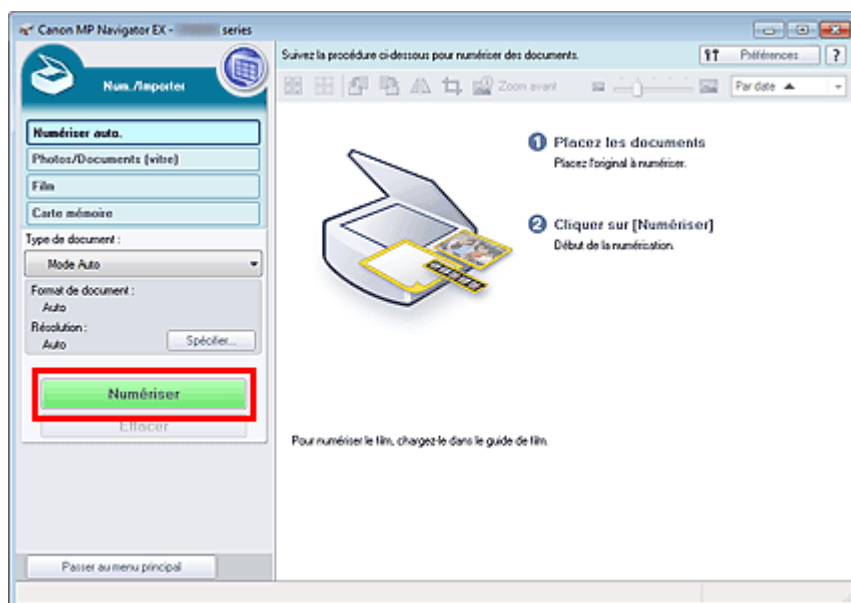 Canon MP Navigator EX - series
Num./Importer
Suivez la procédure ci-dessous pour numériser des documents.
Préférences
?
Zoom avant
Par date
Numériser auto.
Photos/Documents (vitre)
Film
Carte mémoire
Type de document :
Mode Auto
Format de document :
Auto
Résolution :
Auto
Spécifier...
Numériser
Effacer
Passer au menu principal
1 Placez les documents
Placez l'original à numériser.
2 Cliquer sur [Numériser]
Début de la numérisation.
Pour numériser le film, chargez-le dans le guide de film.